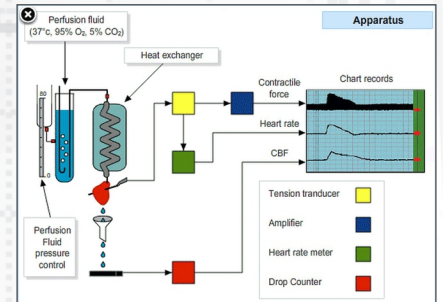 Apparatus
Perfusion fluid
(37°c, 95% O₂, 5% CO₂)
Heat exchanger
Contractile
force
Chart records
Heart rate
CBF
80
0
Perfusion
Fluid
pressure
control
Tension tranducer
Amplifier
Heart rate meter
Drop Counter